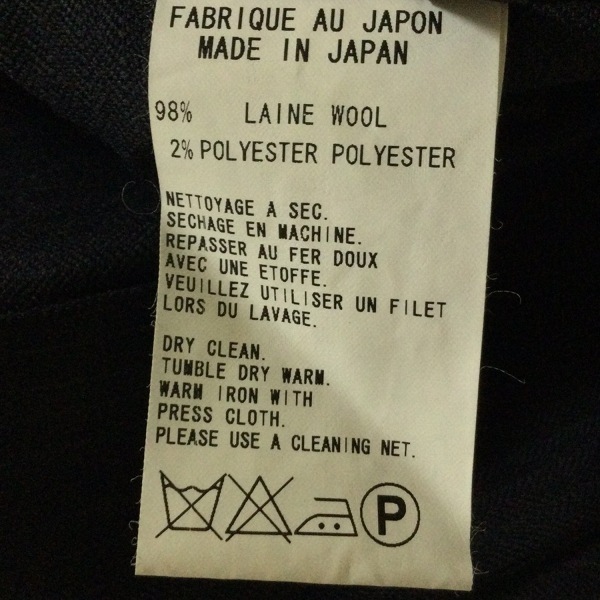 FABRIQUE AU JAPON
MADE IN JAPAN
98% LAINE WOOL
2% POLYESTER POLYESTER
NETTOYAGE A SEC.
SECHAGE EN MACHINE.
REPASSER AU FER DOUX
AVEC UNE ETOFFE.
VEUILLEZ UTILISER UN FILET
LORS DU LAVAGE.
DRY CLEAN.
TUMBLE DRY WARM.
WARM IRON WITH
PRESS CLOTH.
PLEASE USE A CLEANING NET.
P